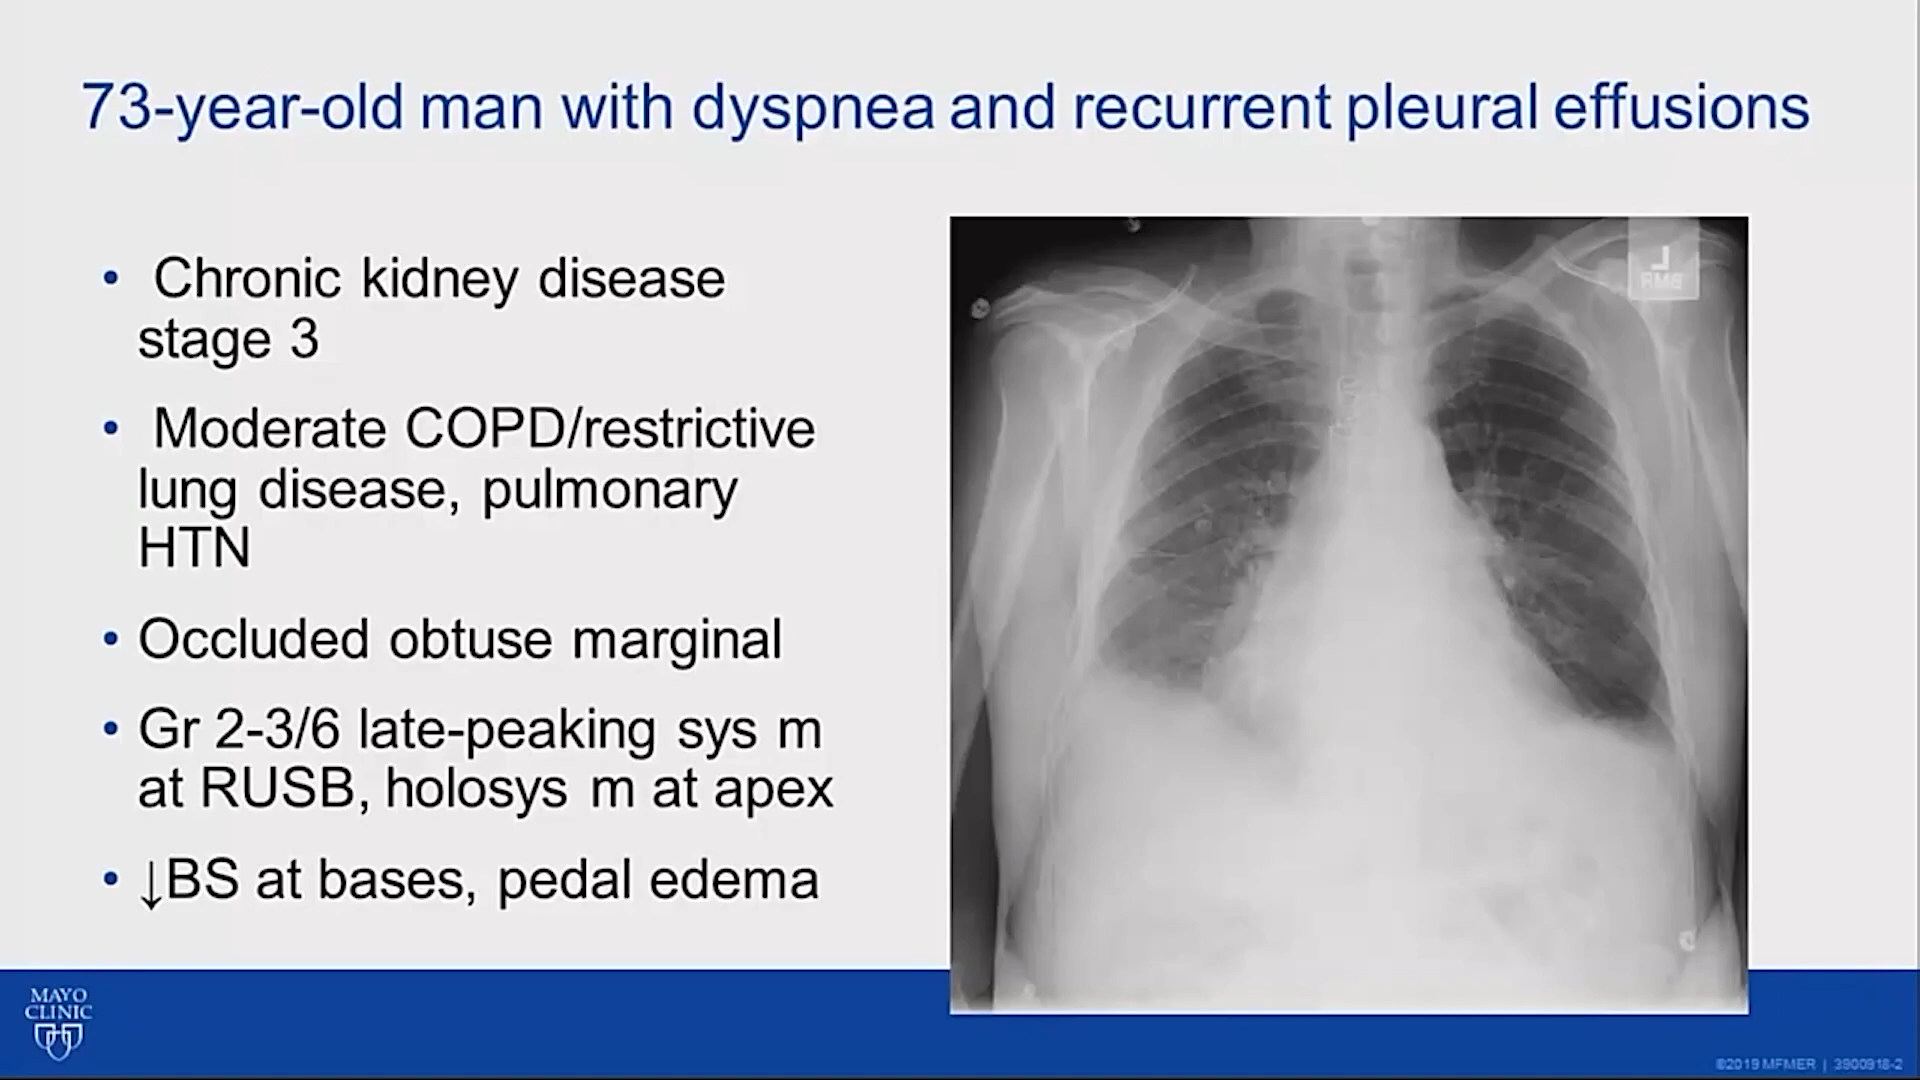 73-year-old man with dyspnea and recurrent pleural effusions
• Chronic kidney disease
stage 3
• Moderate COPD/restrictive
lung disease, pulmonary
HTN
• Occluded obtuse marginal
• Gr 2-3/6 late-peaking sys m
at RUSB, holosys m at apex
• ↓BS at bases, pedal edema
L
RMB
MAYO
CLINIC
©2019 MFMER | 3900918-2